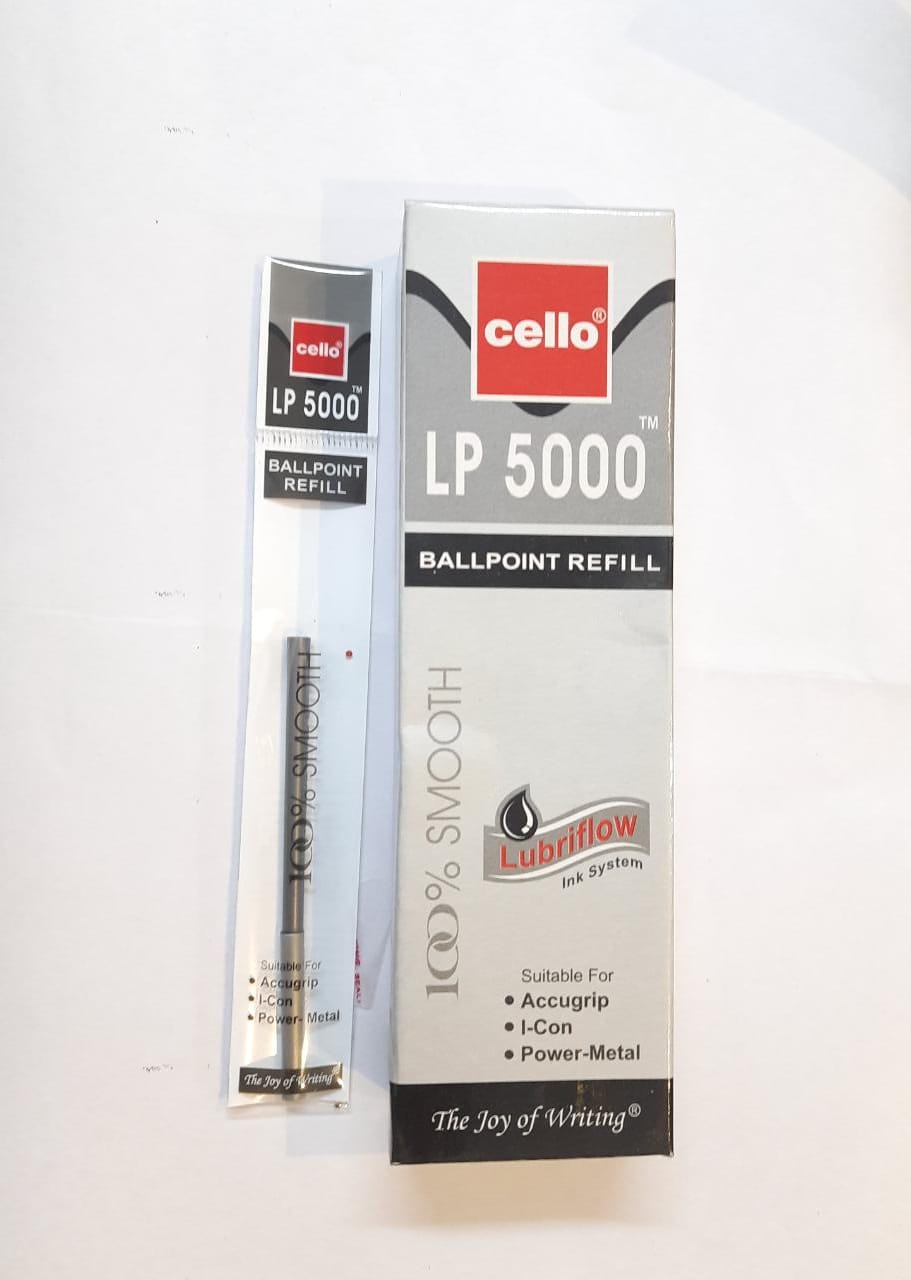 cello®
LP 5000™
BALLPOINT
REFILL
100% SMOOTH
Suitable For
• Accugrip
• I-Con
• Power- Metal
The Joy of Writing®
cello®
LP 5000™
BALLPOINT REFILL
100% SMOOTH
Lubriflow
Ink System
Suitable For
• Accugrip
• I-Con
• Power-Metal
The Joy of Writing®